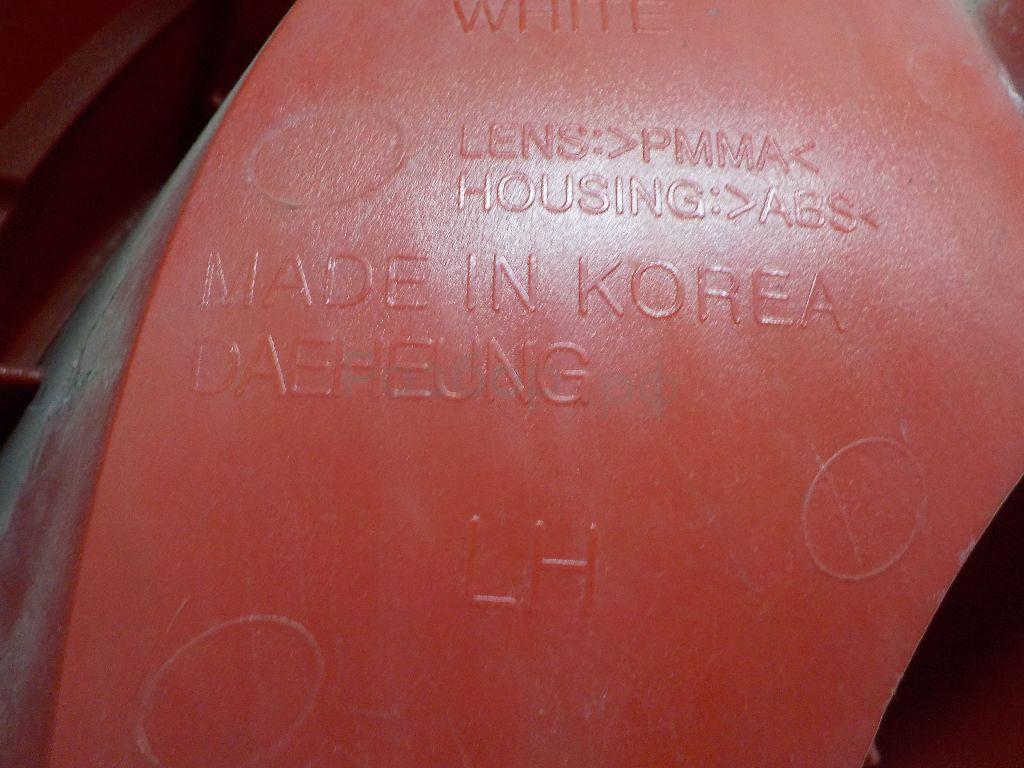 WHITE
LENS:>PMMA<
HOUSING:>ABS<
MADE IN KOREA
DAEHEUNG
LH